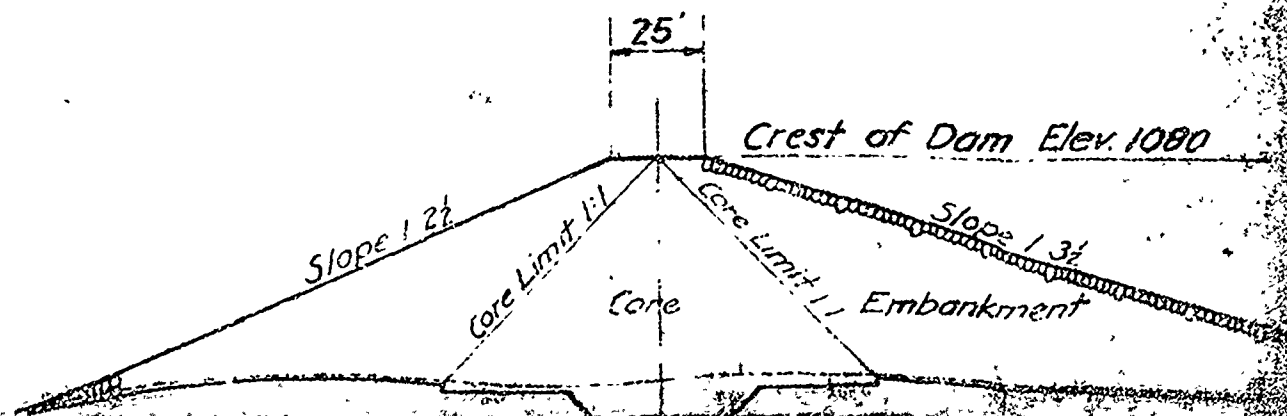 25'
Crest of Dam Elev. 1080
Slope 1 2½
Core Limit 1:1
Core Limit 1:1
Slope 1 3½
Core
Embankment